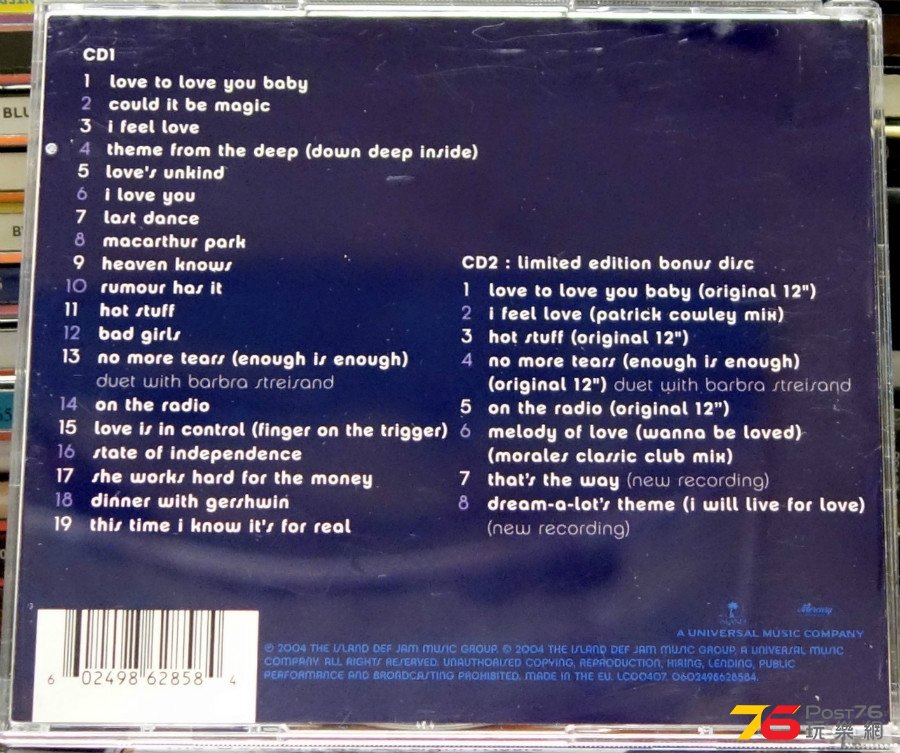 CD1
1 love to love you baby
2 could it be magic
3 i feel love
4 theme from the deep (down deep inside)
5 love's unkind
6 i love you
7 last dance
8 macarthur park
9 heaven knows
10 rumour has it
11 hot stuff
12 bad girls
13 no more tears (enough is enough)
duet with barbra streisand
14 on the radio
15 love is in control (finger on the trigger)
16 state of independence
17 she works hard for the money
18 dinner with gershwin
19 this time i know it's for real
CD2 : limited edition bonus disc
1 love to love you baby (original 12")
2 i feel love (patrick cowley mix)
3 hot stuff (original 12")
4 no more tears (enough is enough)
(original 12") duet with barbra streisand
5 on the radio (original 12")
6 melody of love (wanna be loved)
(morales classic club mix)
7 that's the way (new recording)
8 dream-a-lot's theme (i will live for love)
(new recording)
Mercury
A UNIVERSAL MUSIC COMPANY
℗ 2004 THE ISLAND DEF JAM MUSIC GROUP. © 2004 THE ISLAND DEF JAM MUSIC GROUP, A UNIVERSAL MUSIC
COMPANY. ALL RIGHTS RESERVED. UNAUTHORISED COPYING, REPRODUCTION, HIRING, LENDING, PUBLIC
PERFORMANCE AND BROADCASTING PROHIBITED. MADE IN THE EU. LC00407. 0602498628584.
6 02498 62858 4
76 POST76
玩樂網
BLU